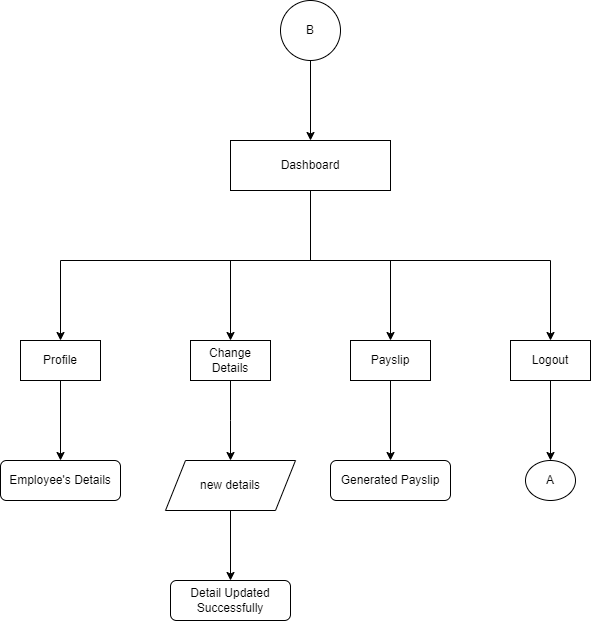 B
Dashboard
Profile
Change
Details
Payslip
Logout
Employee's Details
new details
Generated Payslip
A
Detail Updated
Successfully